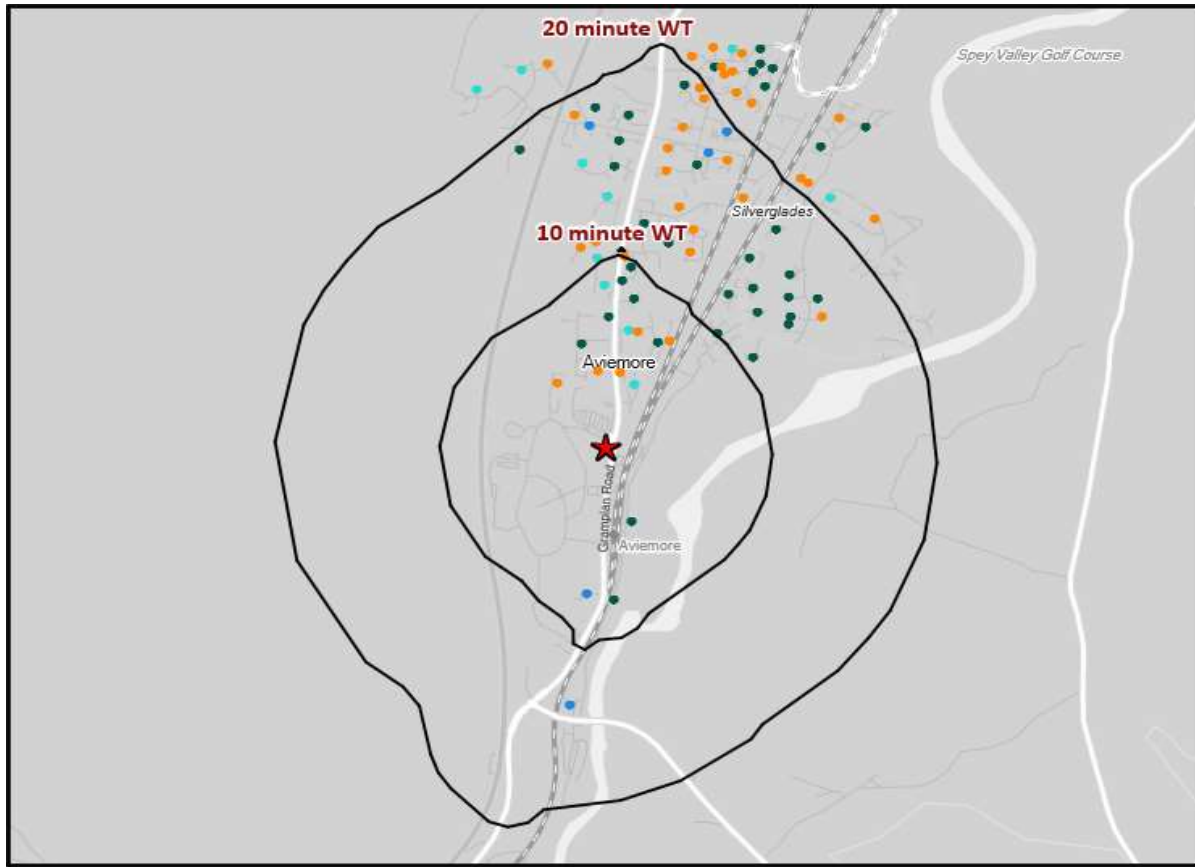 20 minute WT
Spey Valley Golf Course
Silverglades
10 minute WT
Aviemore
Grampian Road
Aviemore